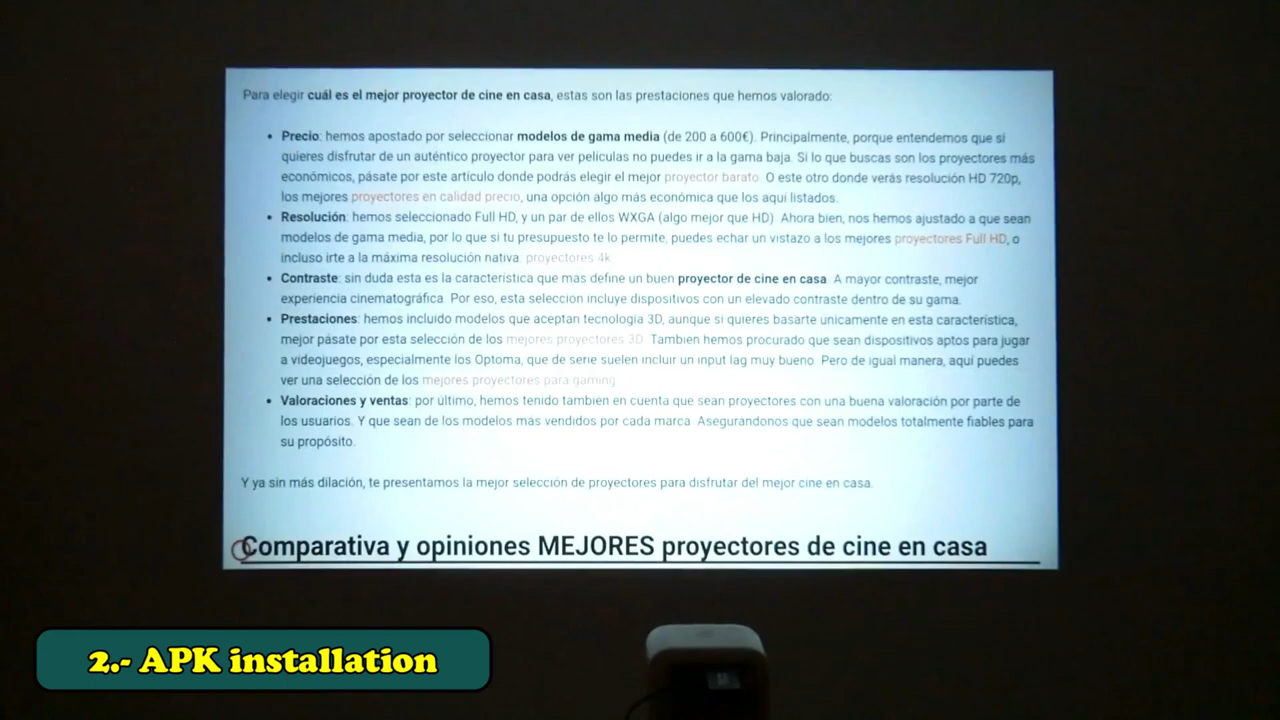 Para elegir cuál es el mejor proyector de cine en casa, estas son las prestaciones que hemos valorado:
• Precio: hemos apostado por seleccionar modelos de gama media (de 200 a 600€). Principalmente, porque entendemos que si
quieres disfrutar de un auténtico proyector para ver películas no puedes ir a la gama baja. Si lo que buscas son los proyectores más
económicos, pásate por este artículo donde podrás elegir el mejor proyector barato. O este otro donde verás resolución HD 720p,
los mejores proyectores en calidad precio, una opción algo más económica que los aquí listados.
• Resolución: hemos seleccionado Full HD, y un par de ellos WXGA (algo mejor que HD). Ahora bien, nos hemos ajustado a que sean
modelos de gama media, por lo que si tu presupuesto te lo permite, puedes echar un vistazo a los mejores proyectores Full HD, o
incluso irte a la máxima resolución nativa: proyectores 4k.
• Contraste: sin duda esta es la característica que mas define un buen proyector de cine en casa. A mayor contraste, mejor
experiencia cinematográfica. Por eso, esta selección incluye dispositivos con un elevado contraste dentro de su gama.
• Prestaciones: hemos incluido modelos que aceptan tecnología 3D, aunque si quieres basarte unicamente en esta característica,
mejor pásate por esta selección de los mejores proyectores 3D. Tambien hemos procurado que sean dispositivos aptos para jugar
a videojuegos, especialmente los Optoma, que de serie suelen incluir un input lag muy bueno. Pero de igual manera, aquí puedes
ver una selección de los mejores proyectores para gaming.
• Valoraciones y ventas: por último, hemos tenido también en cuenta que sean proyectores con una buena valoración por parte de
los usuarios. Y que sean de los modelos más vendidos por cada marca. Asegurandonos que sean modelos totalmente fiables para
su propósito.
Y ya sin más dilación, te presentamos la mejor selección de proyectores para disfrutar del mejor cine en casa.
Comparativa y opiniones MEJORES proyectores de cine en casa
2.- APK installation